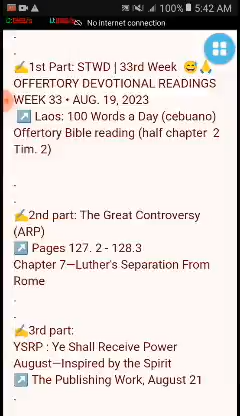 100% 5:42 AM
No internet connection
.
.
✍️1st Part: STWD | 33rd Week 😅🙏
OFFERTORY DEVOTIONAL READINGS
WEEK 33 • AUG. 19, 2023
↗️ Laos: 100 Words a Day (cebuano)
Offertory Bible reading (half chapter 2
Tim. 2)
.
.
✍️2nd part: The Great Controversy
(ARP)
↗️ Pages 127. 2 - 128.3
Chapter 7—Luther's Separation From
Rome
.
.
✍️3rd part:
YSRP : Ye Shall Receive Power
August—Inspired by the Spirit
↗️ The Publishing Work, August 21
.